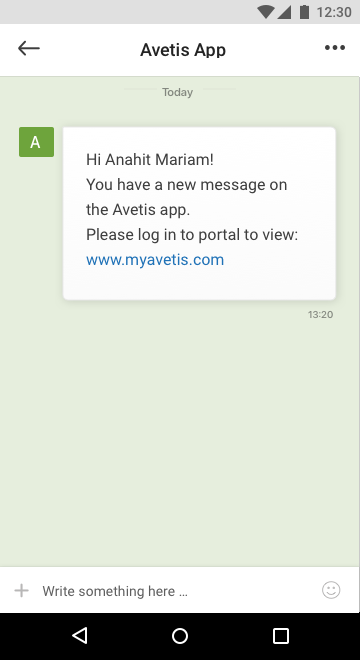 12:30
Avetis App
Today
A
Hi Anahit Mariam!
You have a new message on
the Avetis app.
Please log in to portal to view:
www.myavetis.com
13:20
Write something here ...